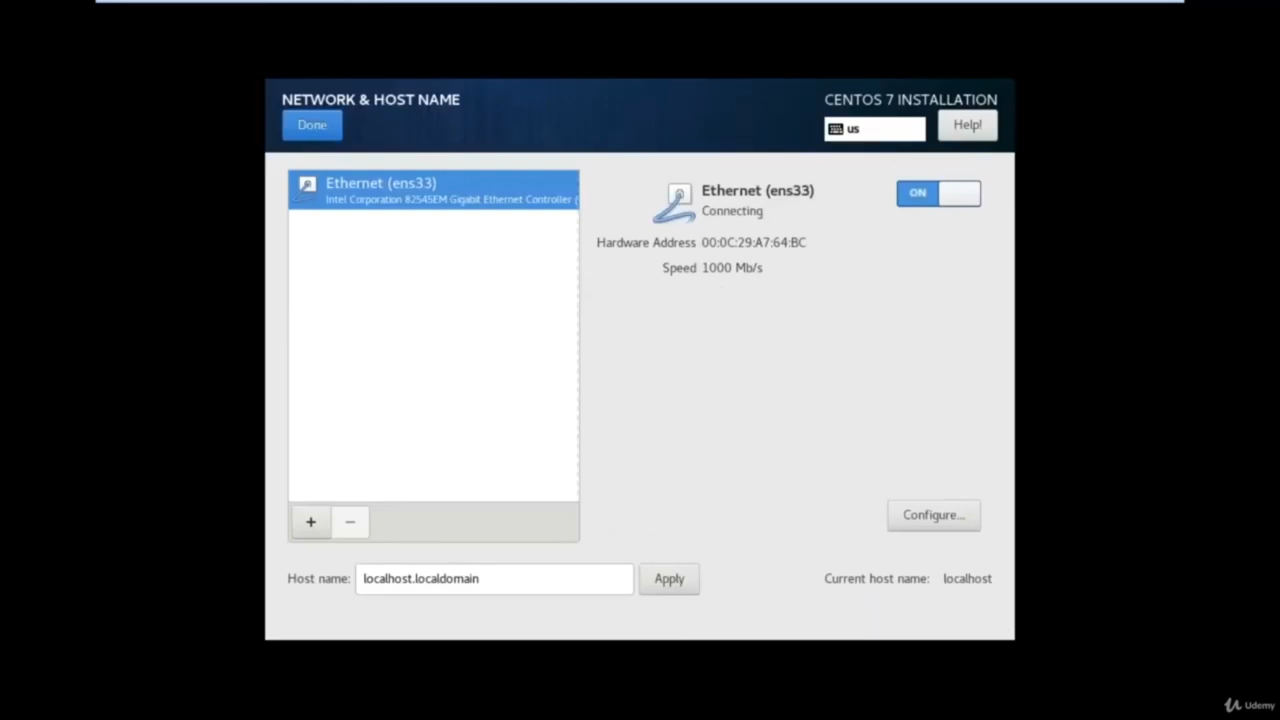 NETWORK & HOST NAME
CENTOS 7 INSTALLATION
Done
us
Help!
Ethernet (ens33)
Intel Corporation 82545EM Gigabit Ethernet Controller (
Ethernet (ens33)
Connecting
ON
Hardware Address 00:0C:29:A7:64:BC
Speed 1000 Mb/s
+
−
Configure...
Host name: localhost.localdomain
Apply
Current host name: localhost
Udemy